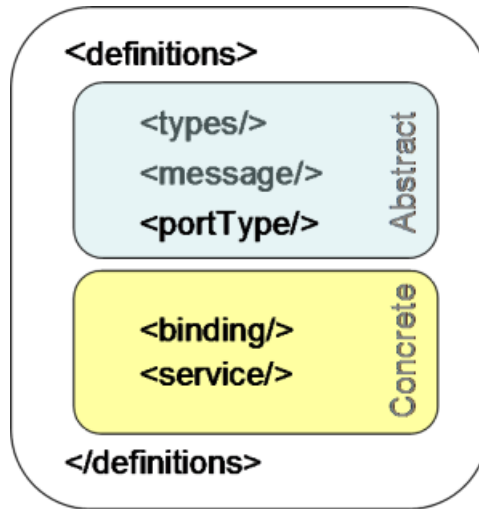 <definitions>
<types/>
<message/>
<portType/>
Abstract
<binding/>
<service/>
Concrete
</definitions>